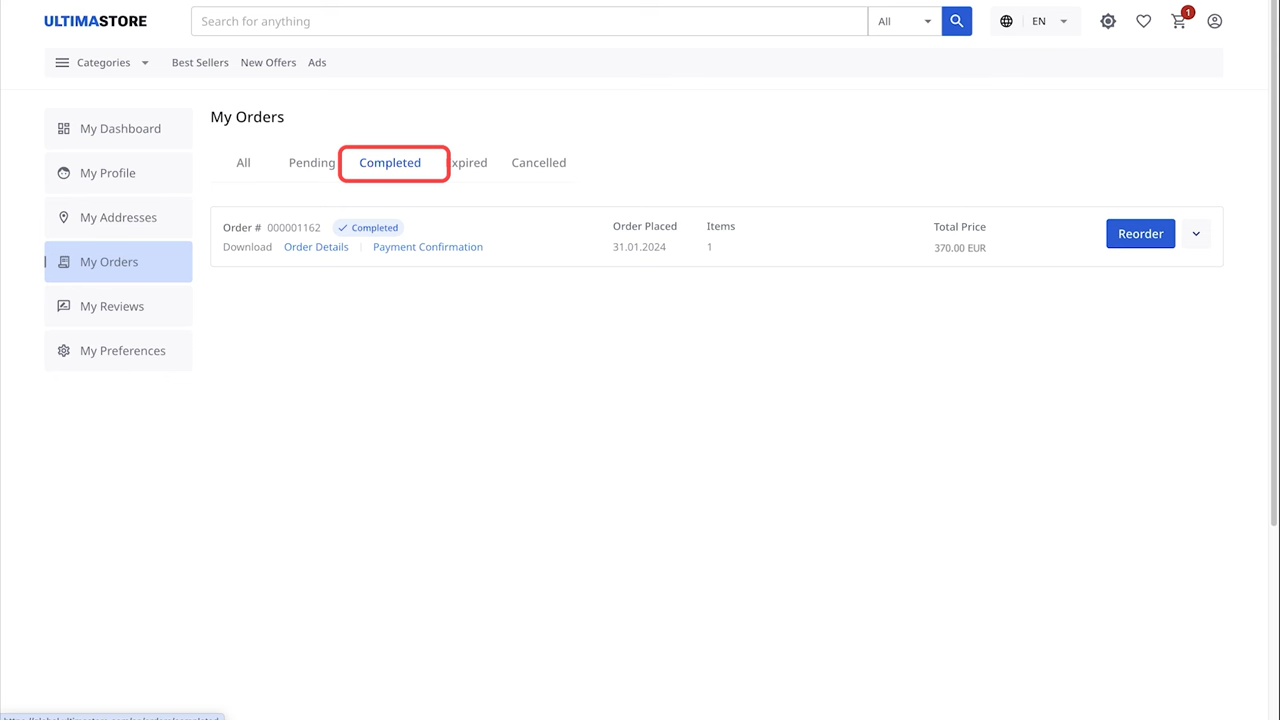 ULTIMASTORE
Search for anything
All
EN
1
Categories
Best Sellers
New Offers
Ads
My Dashboard
My Profile
My Addresses
My Orders
My Reviews
My Preferences
My Orders
All
Pending
Completed
xpired
Cancelled
Order # 000001162
Completed
Download
Order Details
Payment Confirmation
Order Placed
31.01.2024
Items
1
Total Price
370.00 EUR
Reorder